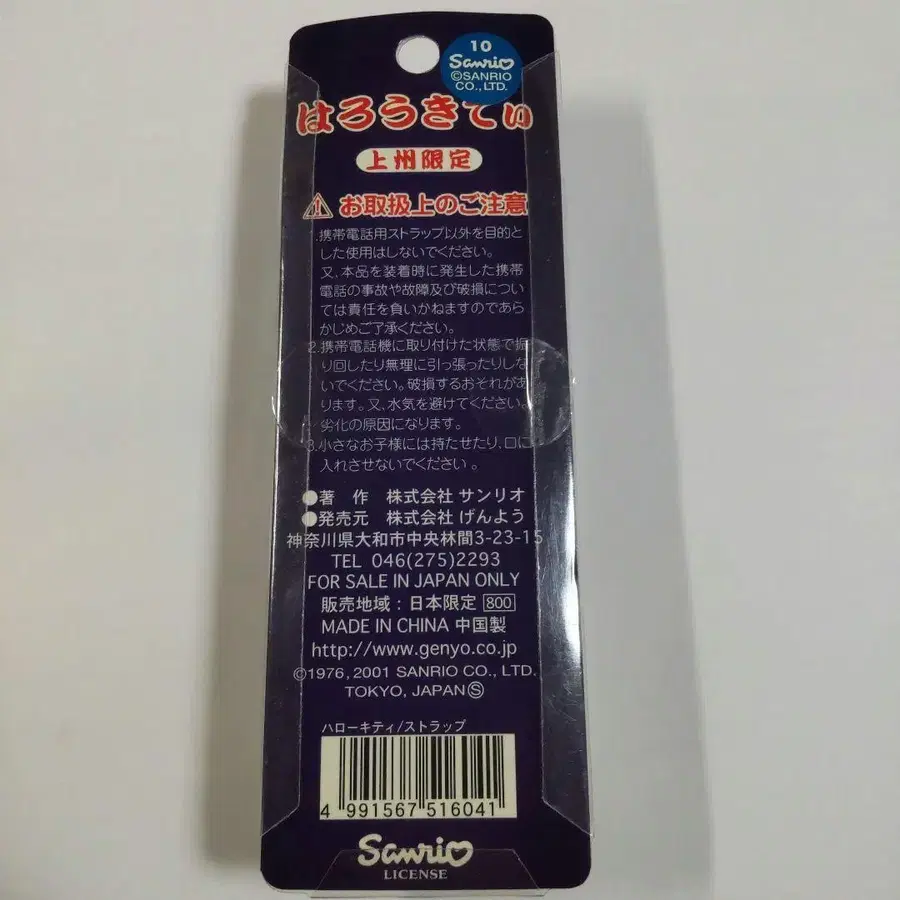 10
Sanrio
©SANRIO
CO., LTD.
はろうきてぃ
上州限定
お取扱上のご注意
1.携帯電話用ストラップ以外を目的と
した使用はしないでください。
又、本品を装着時に発生した携帯
電話の事故や故障及び破損につい
ては責任を負いかねますのであら
かじめご了承ください。
2.携帯電話機に取り付けた状態で振
り回したり無理に引っ張ったりしな
いでください。破損するおそれがあ
ります。又、水気を避けてください。
劣化の原因になります。
3.小さなお子様には持たせたり、口に
入れさせないでください。
●著 作 株式会社 サンリオ
●発売元 株式会社 げんよう
神奈川県大和市中央林間3-23-15
TEL 046(275)2293
FOR SALE IN JAPAN ONLY
販売地域：日本限定 800
MADE IN CHINA 中国製
http://www.genyo.co.jp
©1976, 2001 SANRIO CO., LTD.
TOKYO, JAPAN Ⓢ
ハローキティ/ストラップ
4 991567 516041
Sanrio
LICENSE